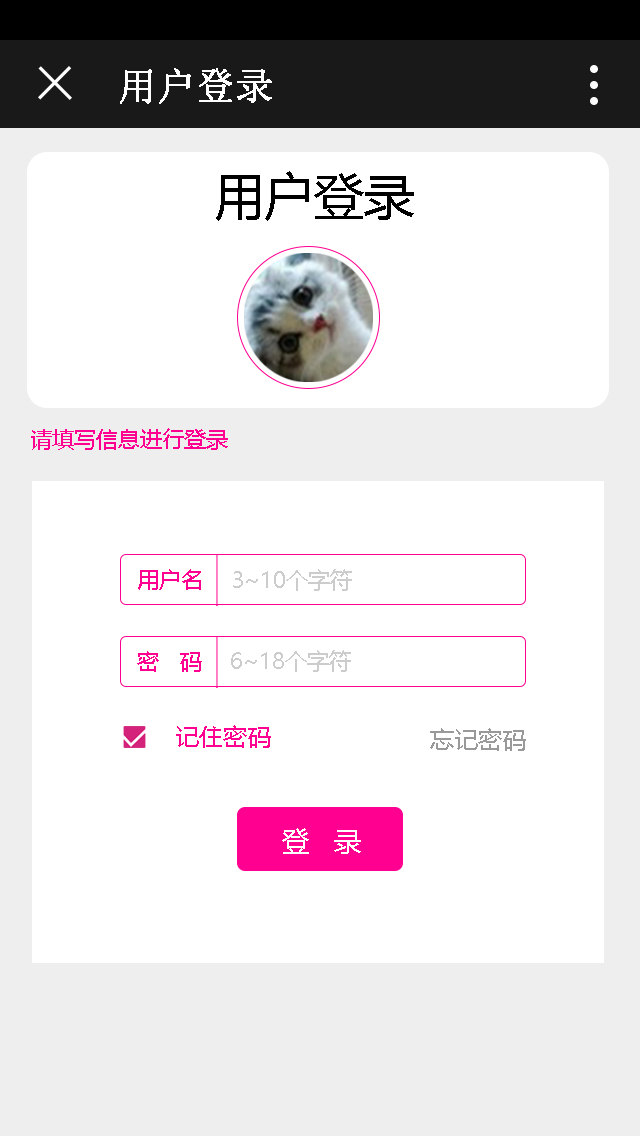 用户登录
用户登录
请填写信息进行登录
用户名 3~10个字符
密 码 6~18个字符
记住密码 忘记密码
登 录